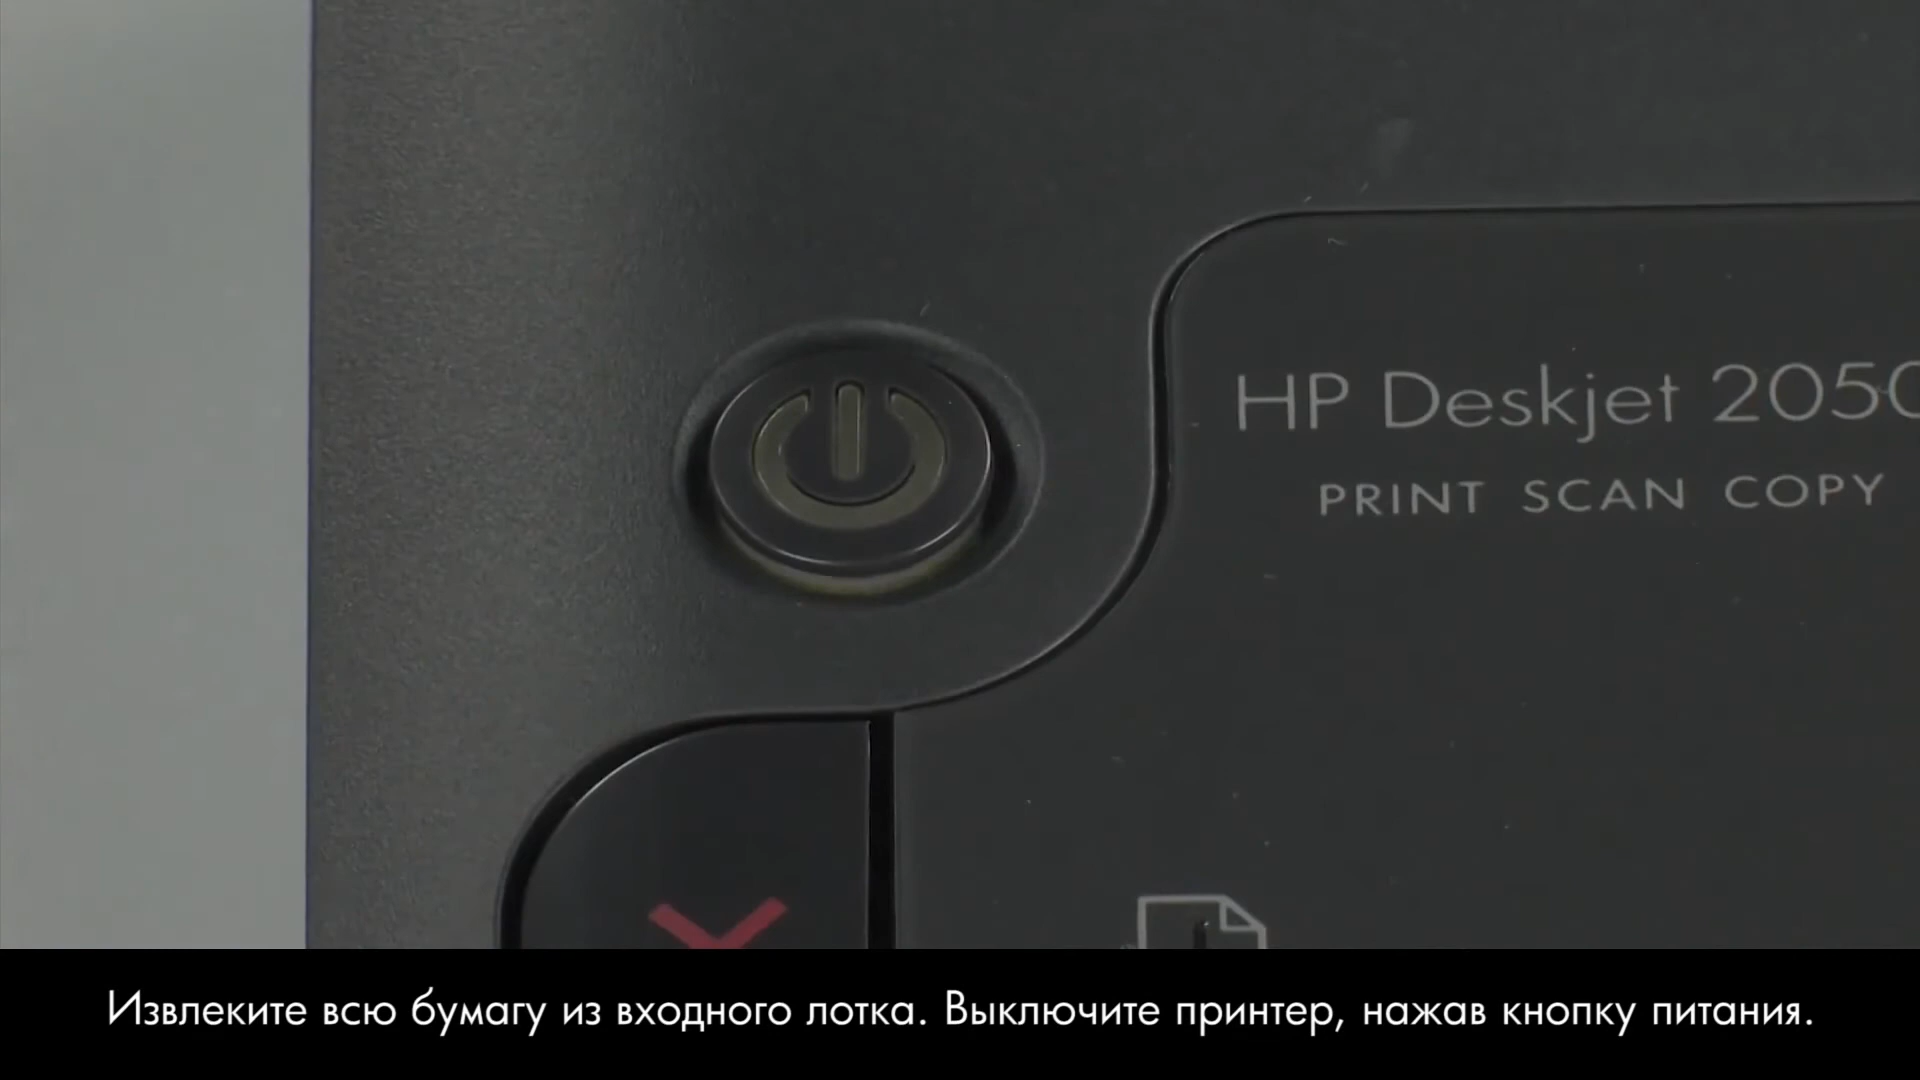 HP Deskjet 2050
PRINT SCAN COPY
Извлеките всю бумагу из входного лотка. Выключите принтер, нажав кнопку питания.